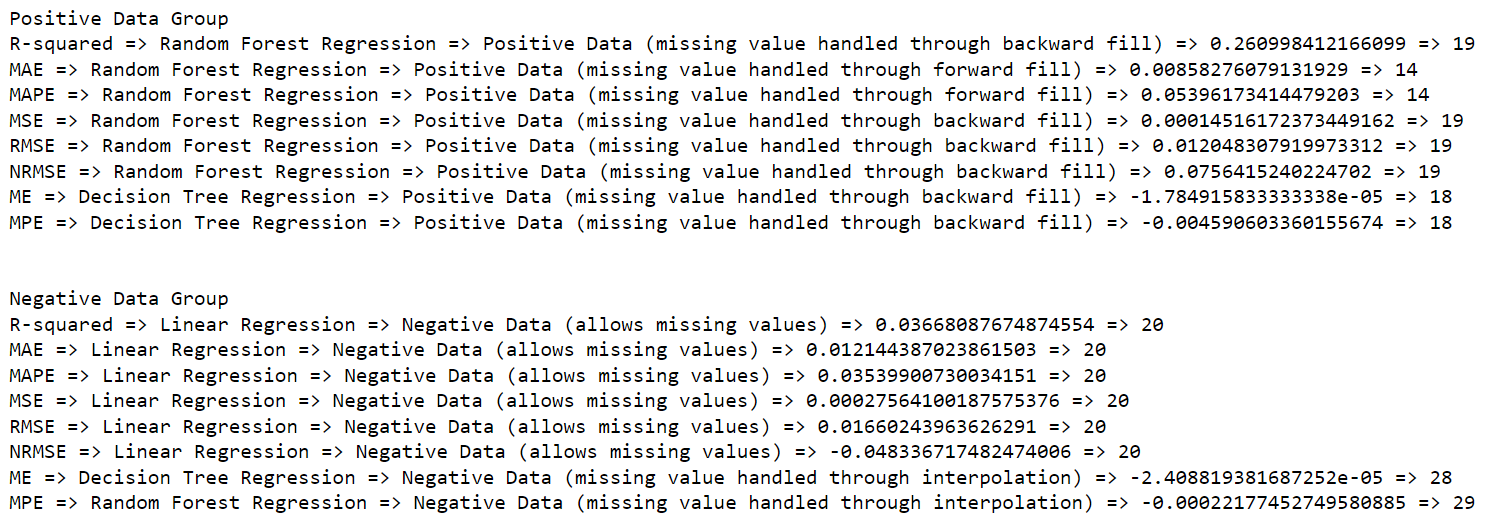 Positive Data Group
R-squared => Random Forest Regression => Positive Data (missing value handled through backward fill) => 0.260998412166099 => 19
MAE => Random Forest Regression => Positive Data (missing value handled through forward fill) => 0.00858276079131929 => 14
MAPE => Random Forest Regression => Positive Data (missing value handled through forward fill) => 0.05396173414479203 => 14
MSE => Random Forest Regression => Positive Data (missing value handled through backward fill) => 0.00014516172373449162 => 19
RMSE => Random Forest Regression => Positive Data (missing value handled through backward fill) => 0.012048307919973312 => 19
NRMSE => Random Forest Regression => Positive Data (missing value handled through backward fill) => 0.0756415240224702 => 19
ME => Decision Tree Regression => Positive Data (missing value handled through backward fill) => -1.784915833333338e-05 => 18
MPE => Decision Tree Regression => Positive Data (missing value handled through backward fill) => -0.004590603360155674 => 18
Negative Data Group
R-squared => Linear Regression => Negative Data (allows missing values) => 0.03668087674874554 => 20
MAE => Linear Regression => Negative Data (allows missing values) => 0.012144387023861503 => 20
MAPE => Linear Regression => Negative Data (allows missing values) => 0.03539900730034151 => 20
MSE => Linear Regression => Negative Data (allows missing values) => 0.00027564100187575376 => 20
RMSE => Linear Regression => Negative Data (allows missing values) => 0.01660243963626291 => 20
NRMSE => Linear Regression => Negative Data (allows missing values) => -0.048336717482474006 => 20
ME => Decision Tree Regression => Negative Data (missing value handled through interpolation) => -2.408819381687252e-05 => 28
MPE => Random Forest Regression => Negative Data (missing value handled through interpolation) => -0.00022177452749580885 => 29